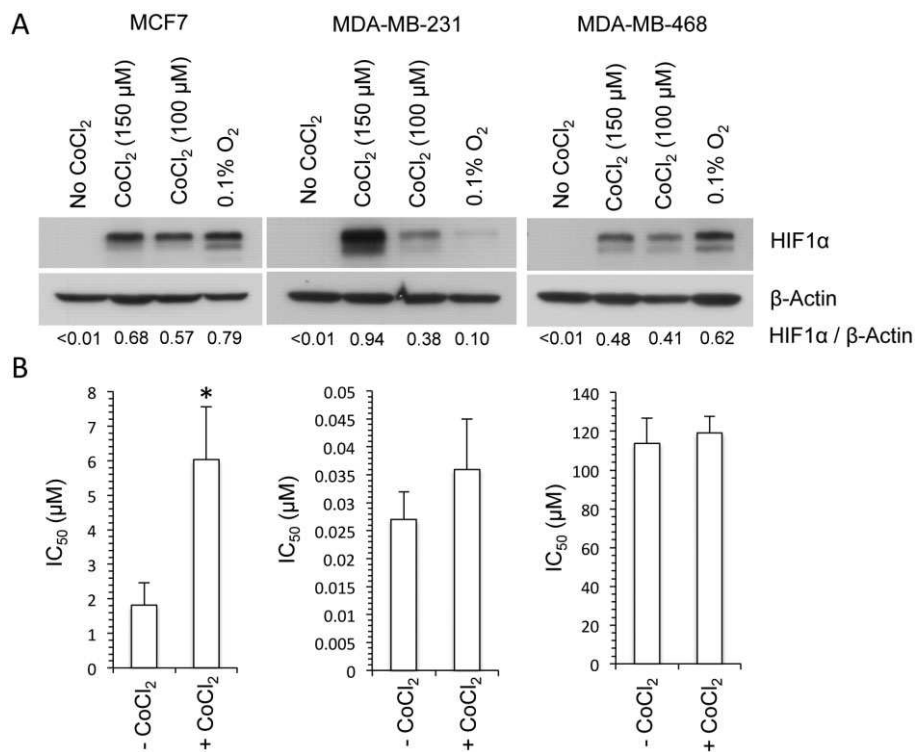 A
MCF7
MDA-MB-231
MDA-MB-468
No CoCl₂
CoCl₂ (150 µM)
CoCl₂ (100 µM)
0.1% O₂
No CoCl₂
CoCl₂ (150 µM)
CoCl₂ (100 µM)
0.1% O₂
No CoCl₂
CoCl₂ (150 µM)
CoCl₂ (100 µM)
0.1% O₂
HIF1α
β-Actin
<0.01 0.68 0.57 0.79
<0.01 0.94 0.38 0.10
<0.01 0.48 0.41 0.62
HIF1α / β-Actin
B
IC₅₀ (µM)
8
7
6
5
4
3
2
1
0
*
- CoCl₂
+ CoCl₂
IC₅₀ (µM)
0.05
0.045
0.04
0.035
0.03
0.025
0.02
0.015
0.01
0.005
0
- CoCl₂
+ CoCl₂
IC₅₀ (µM)
140
120
100
80
60
40
20
0
- CoCl₂
+ CoCl₂